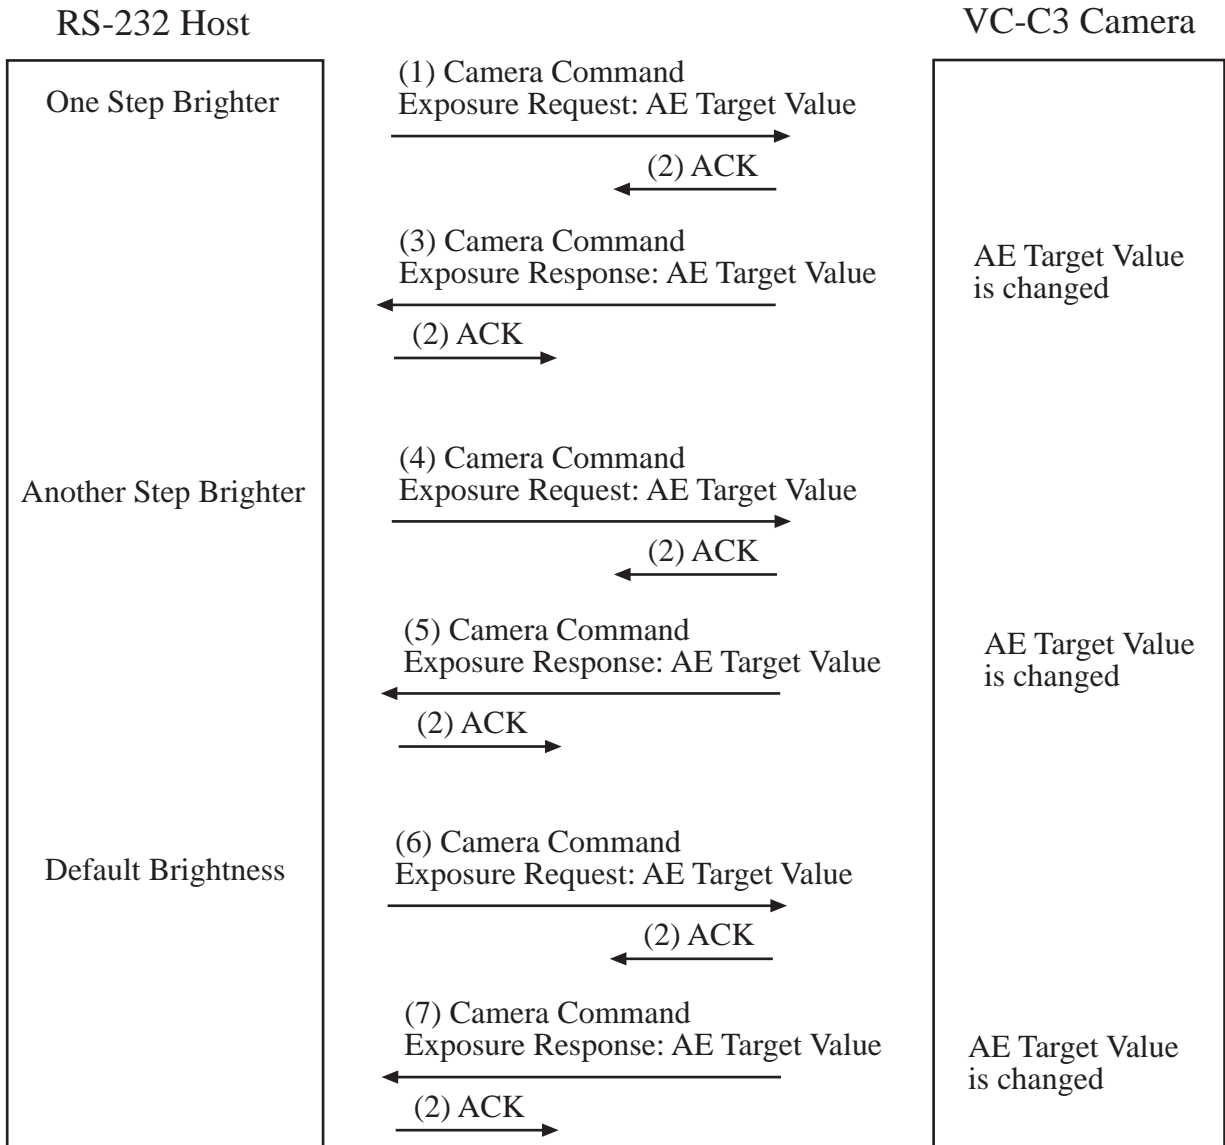 RS-232 Host
VC-C3 Camera
One Step Brighter
(1) Camera Command
Exposure Request: AE Target Value
(2) ACK
(3) Camera Command
Exposure Response: AE Target Value
AE Target Value
is changed
(2) ACK
Another Step Brighter
(4) Camera Command
Exposure Request: AE Target Value
(2) ACK
(5) Camera Command
Exposure Response: AE Target Value
AE Target Value
is changed
(2) ACK
Default Brightness
(6) Camera Command
Exposure Request: AE Target Value
(2) ACK
(7) Camera Command
Exposure Response: AE Target Value
AE Target Value
is changed
(2) ACK